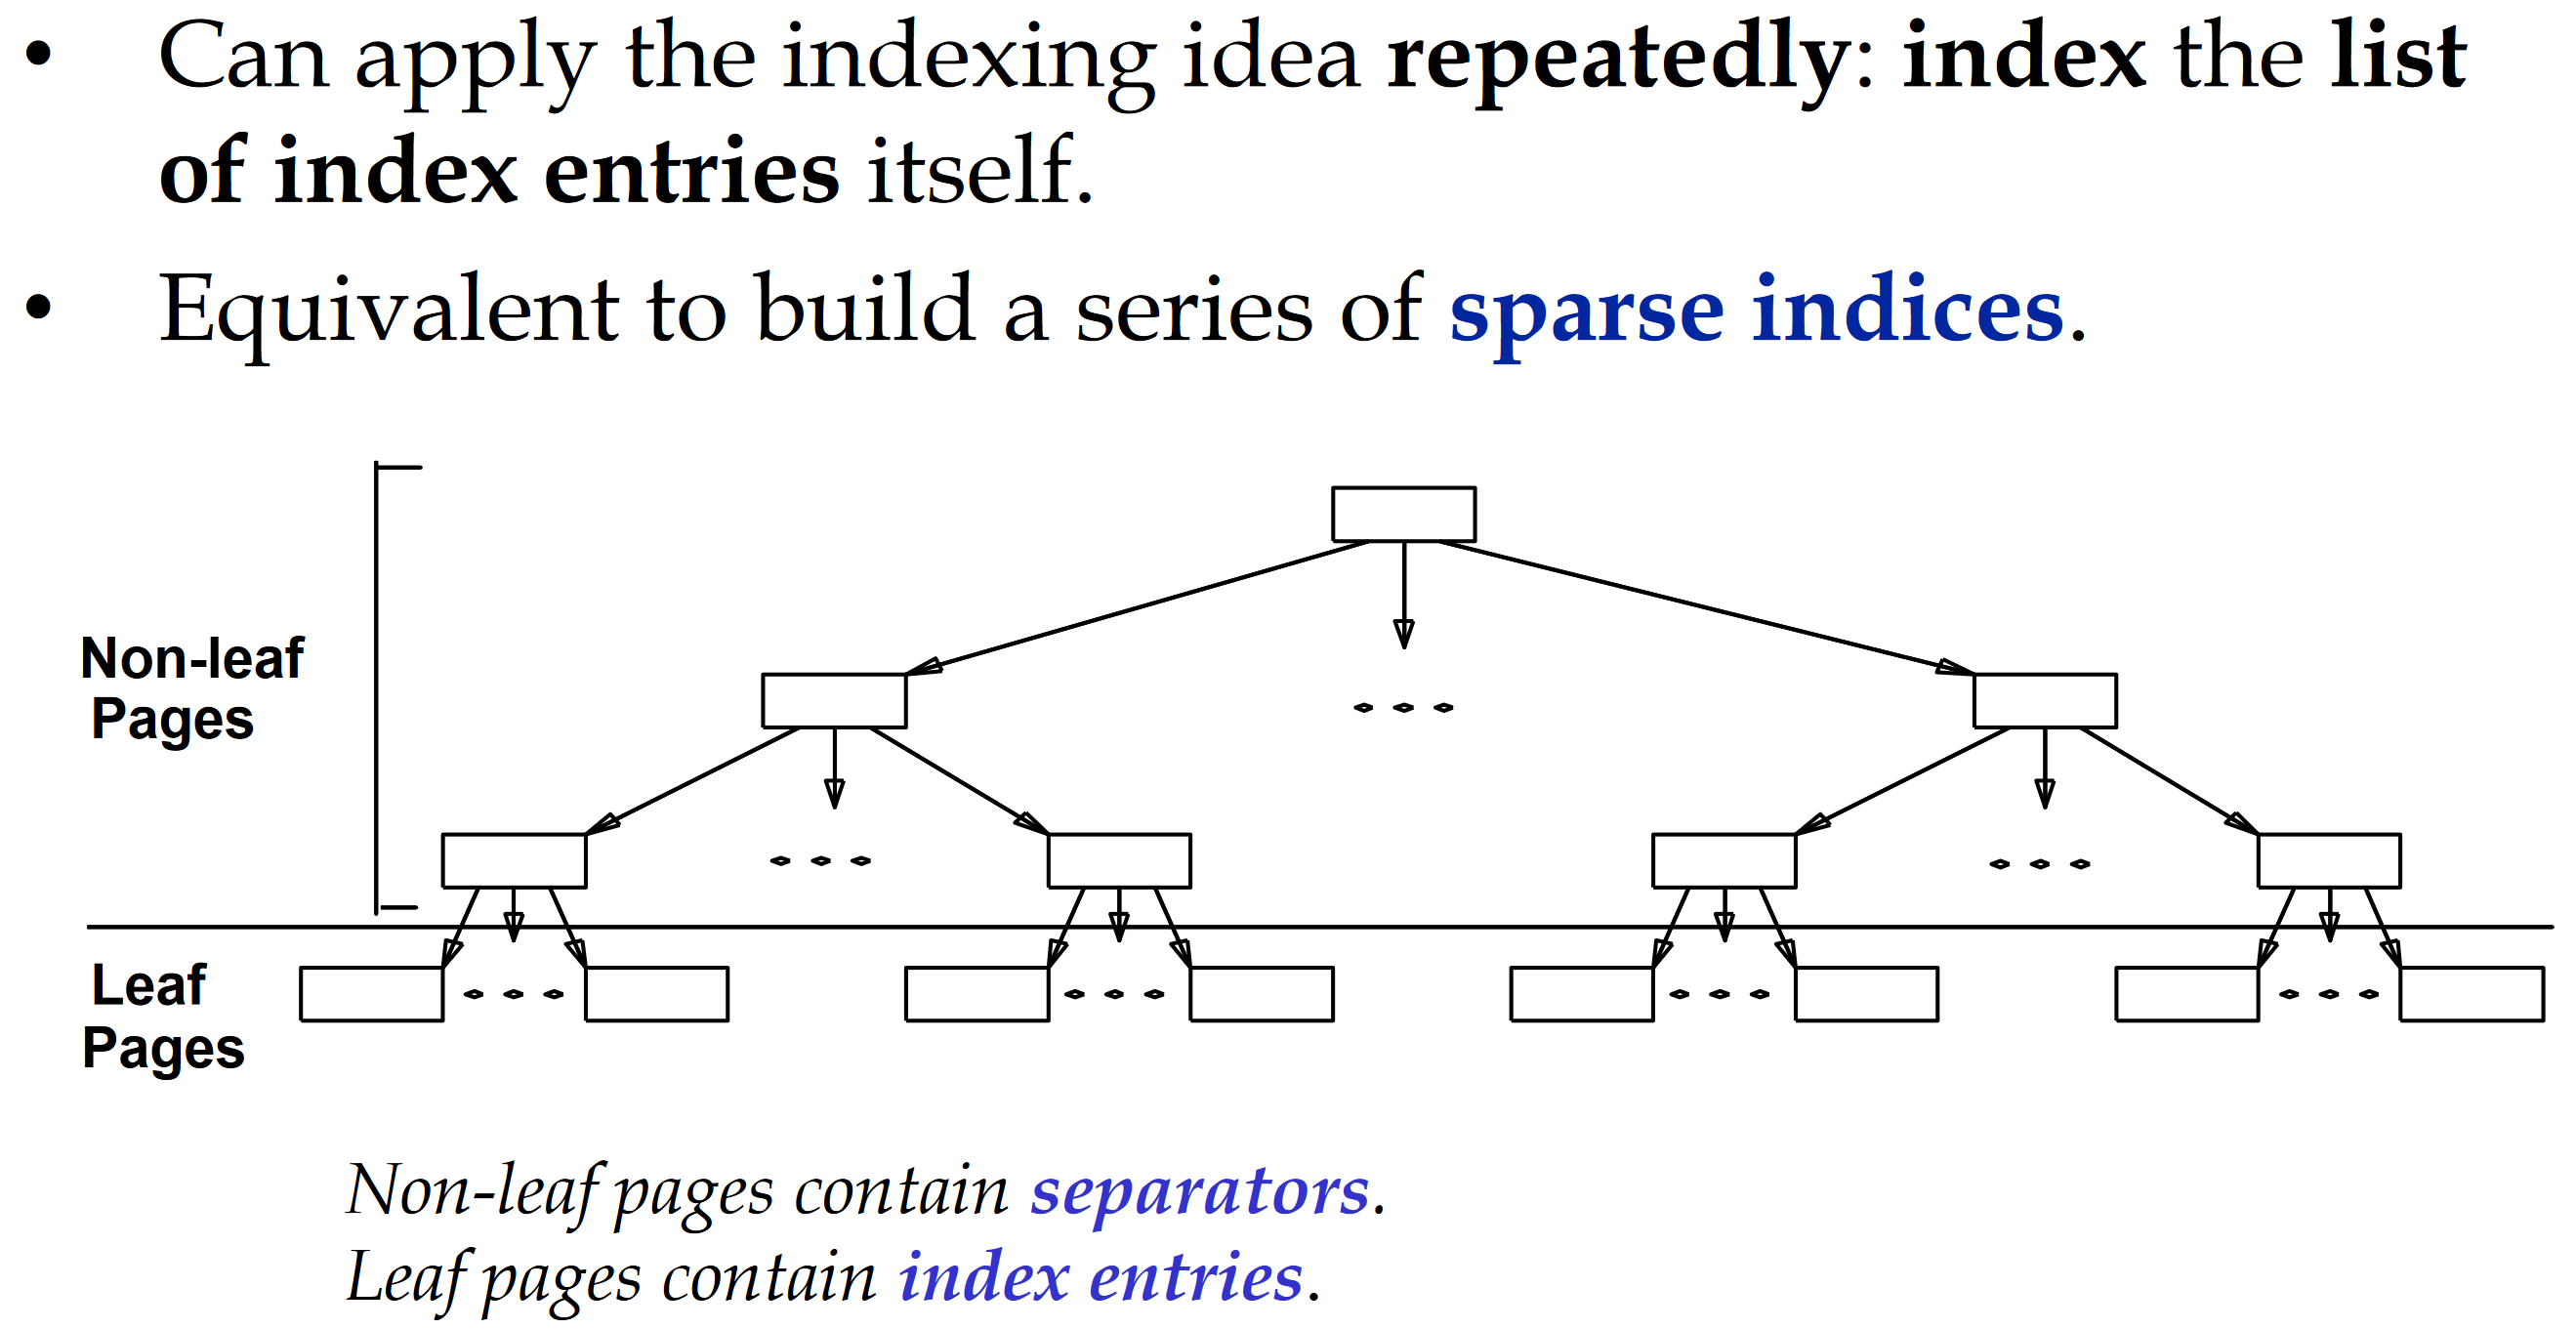 • Can apply the indexing idea repeatedly: index the list
of index entries itself.
• Equivalent to build a series of sparse indices.
Non-leaf
Pages
Leaf
Pages
Non-leaf pages contain separators.
Leaf pages contain index entries.